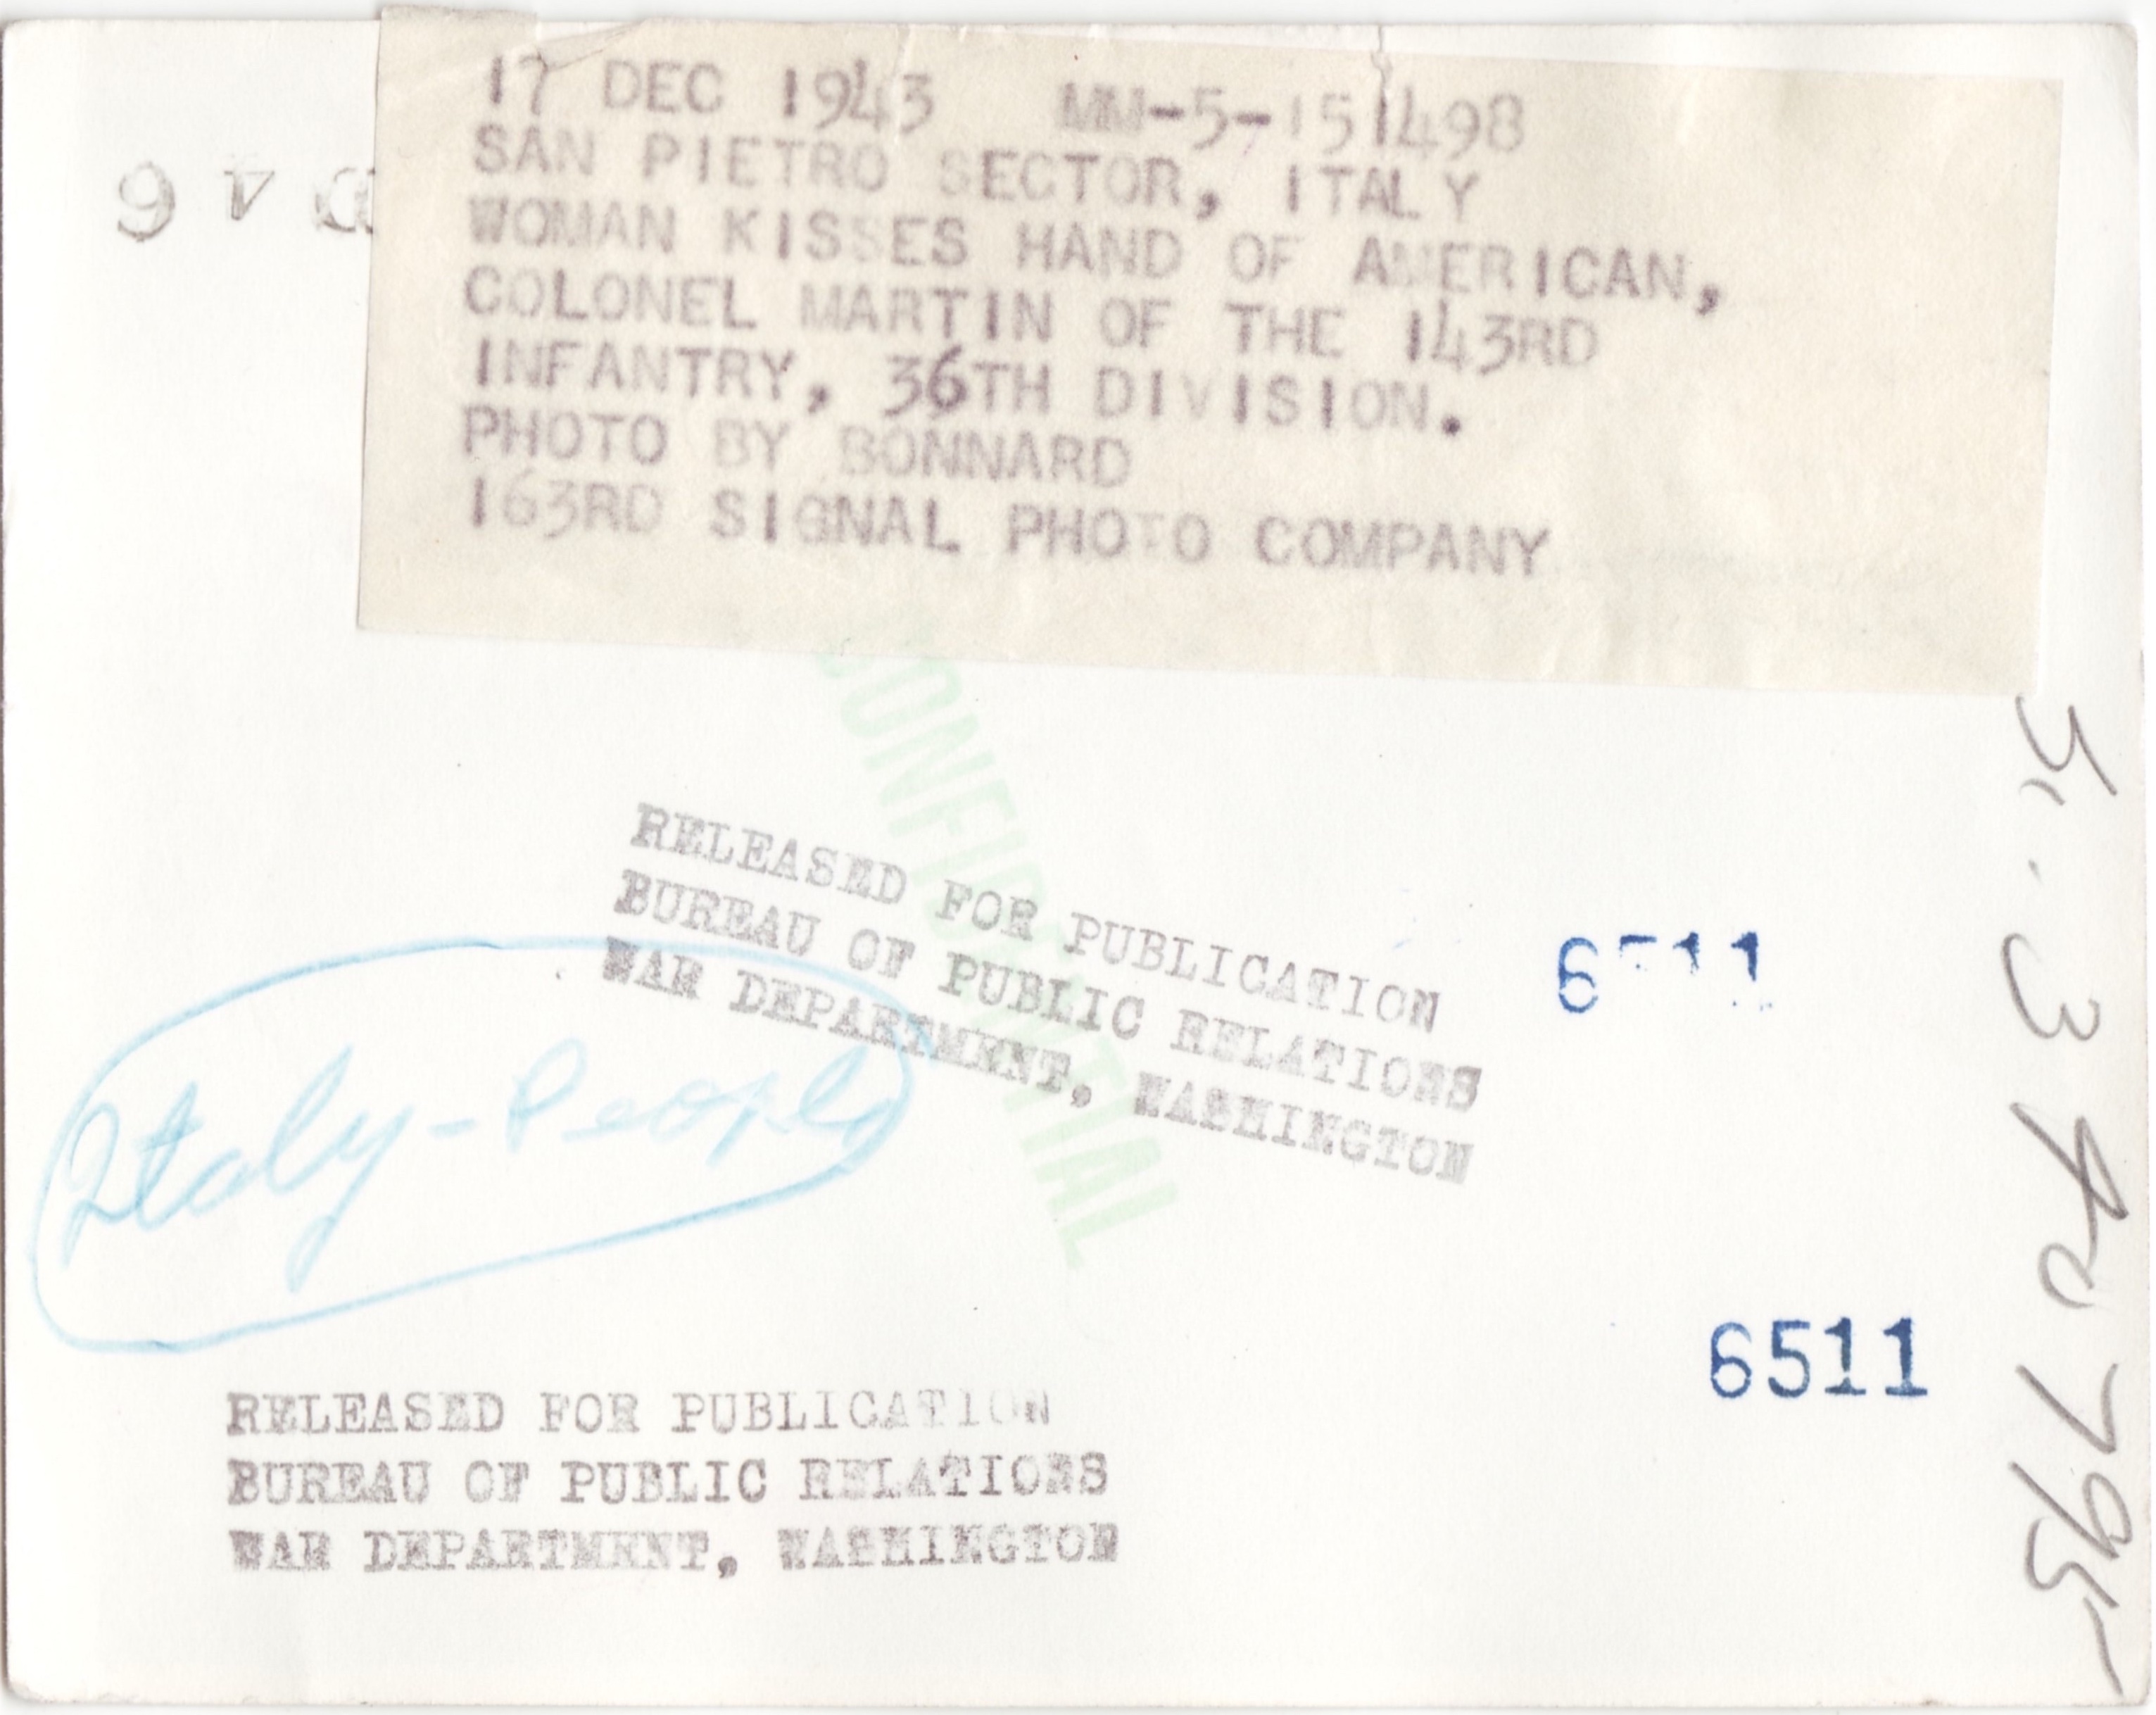 17 DEC 1943 MM-5-151498
SAN PIETRO SECTOR, ITALY
WOMAN KISSES HAND OF AMERICAN,
COLONEL MARTIN OF THE 143RD
INFANTRY, 36TH DIVISION.
PHOTO BY BONNARD
163RD SIGNAL PHOTO COMPANY
CONFIDENTIAL
RELEASED FOR PUBLICATION
BUREAU OF PUBLIC RELATIONS
WAR DEPARTMENT, WASHINGTON
6511
Italy-People
6511
RELEASED FOR PUBLICATION
BUREAU OF PUBLIC RELATIONS
WAR DEPARTMENT, WASHINGTON